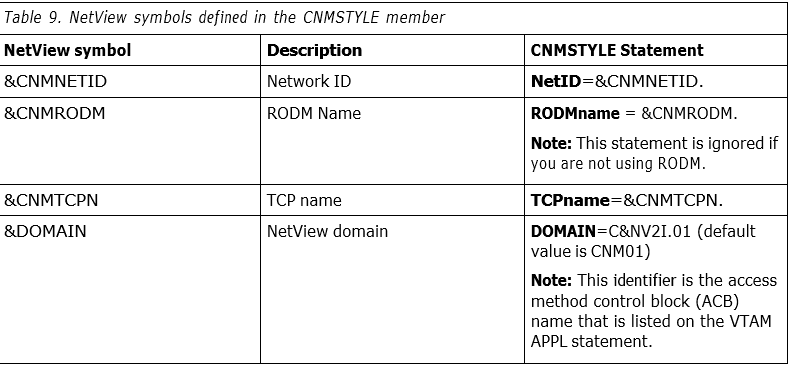 Table 9. NetView symbols defined in the CNMSTYLE member
NetView symbol Description CNMSTYLE Statement
&CNMNETID Network ID NetID=&CNMNETID.
&CNMRODM RODM Name RODMname = &CNMRODM.
Note: This statement is ignored if
you are not using RODM.
&CNMTCPN TCP name TCPname=&CNMTCPN.
&DOMAIN NetView domain DOMAIN=C&NV2I.01 (default
value is CNM01)
Note: This identifier is the access
method control block (ACB)
name that is listed on the VTAM
APPL statement.